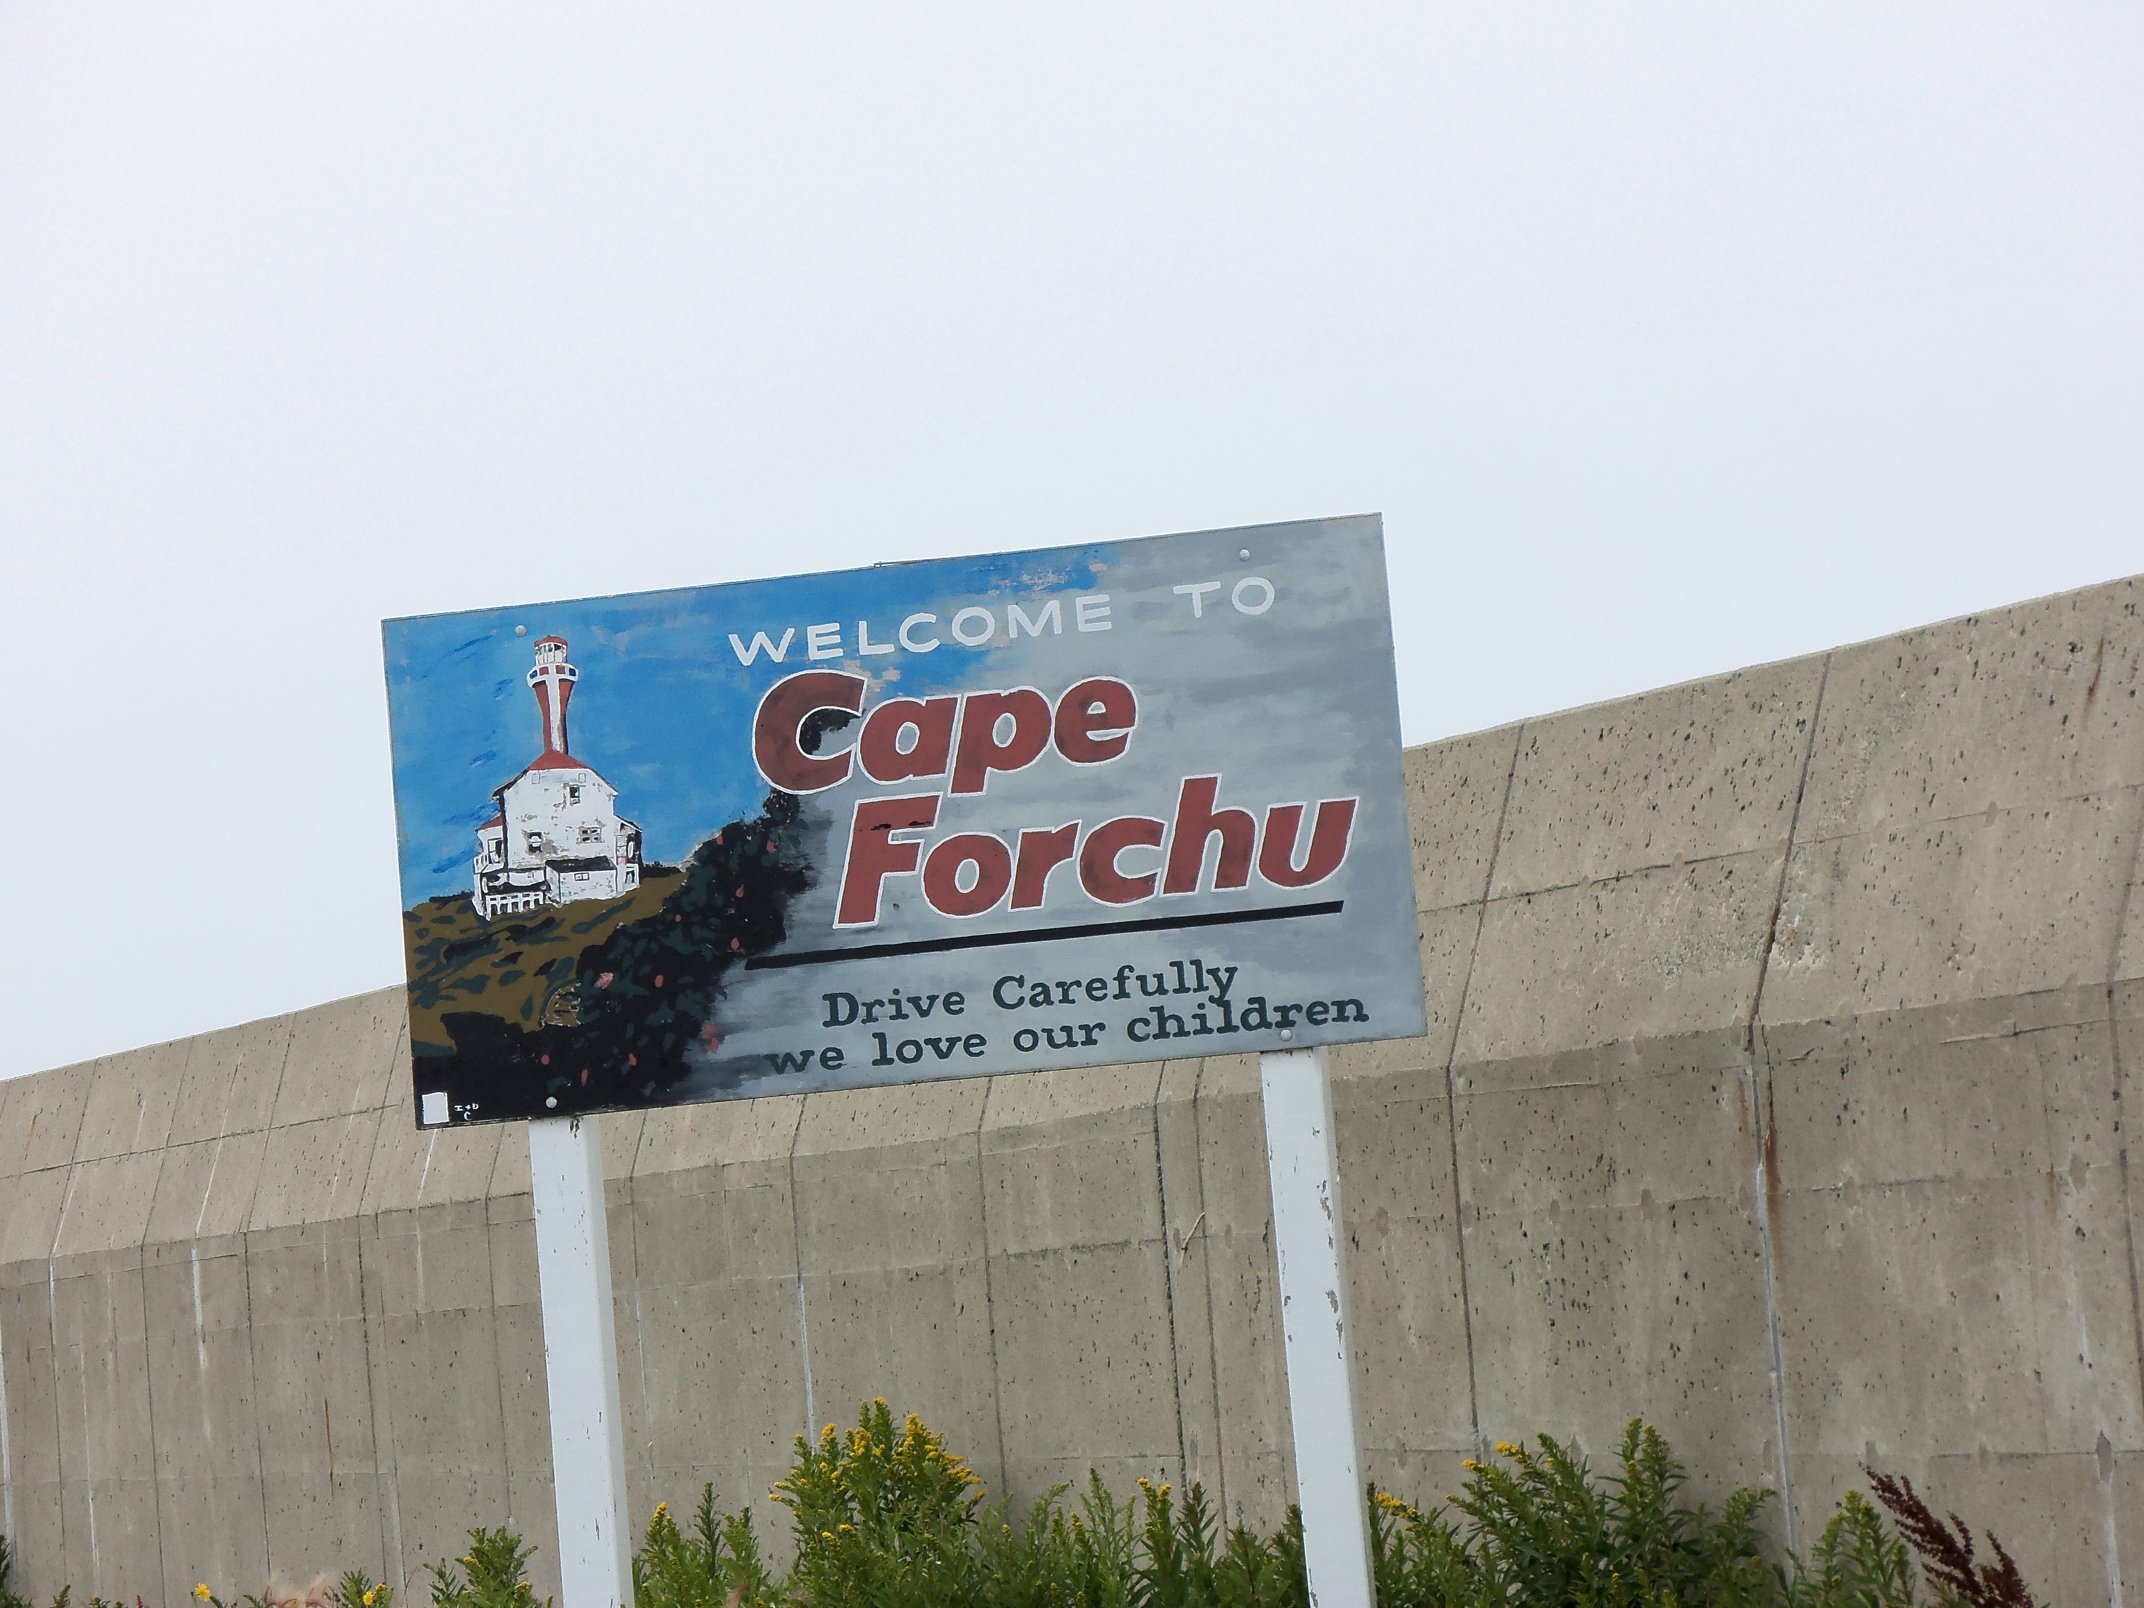 WELCOME TO
Cape
Forchu
Drive Carefully
we love our children